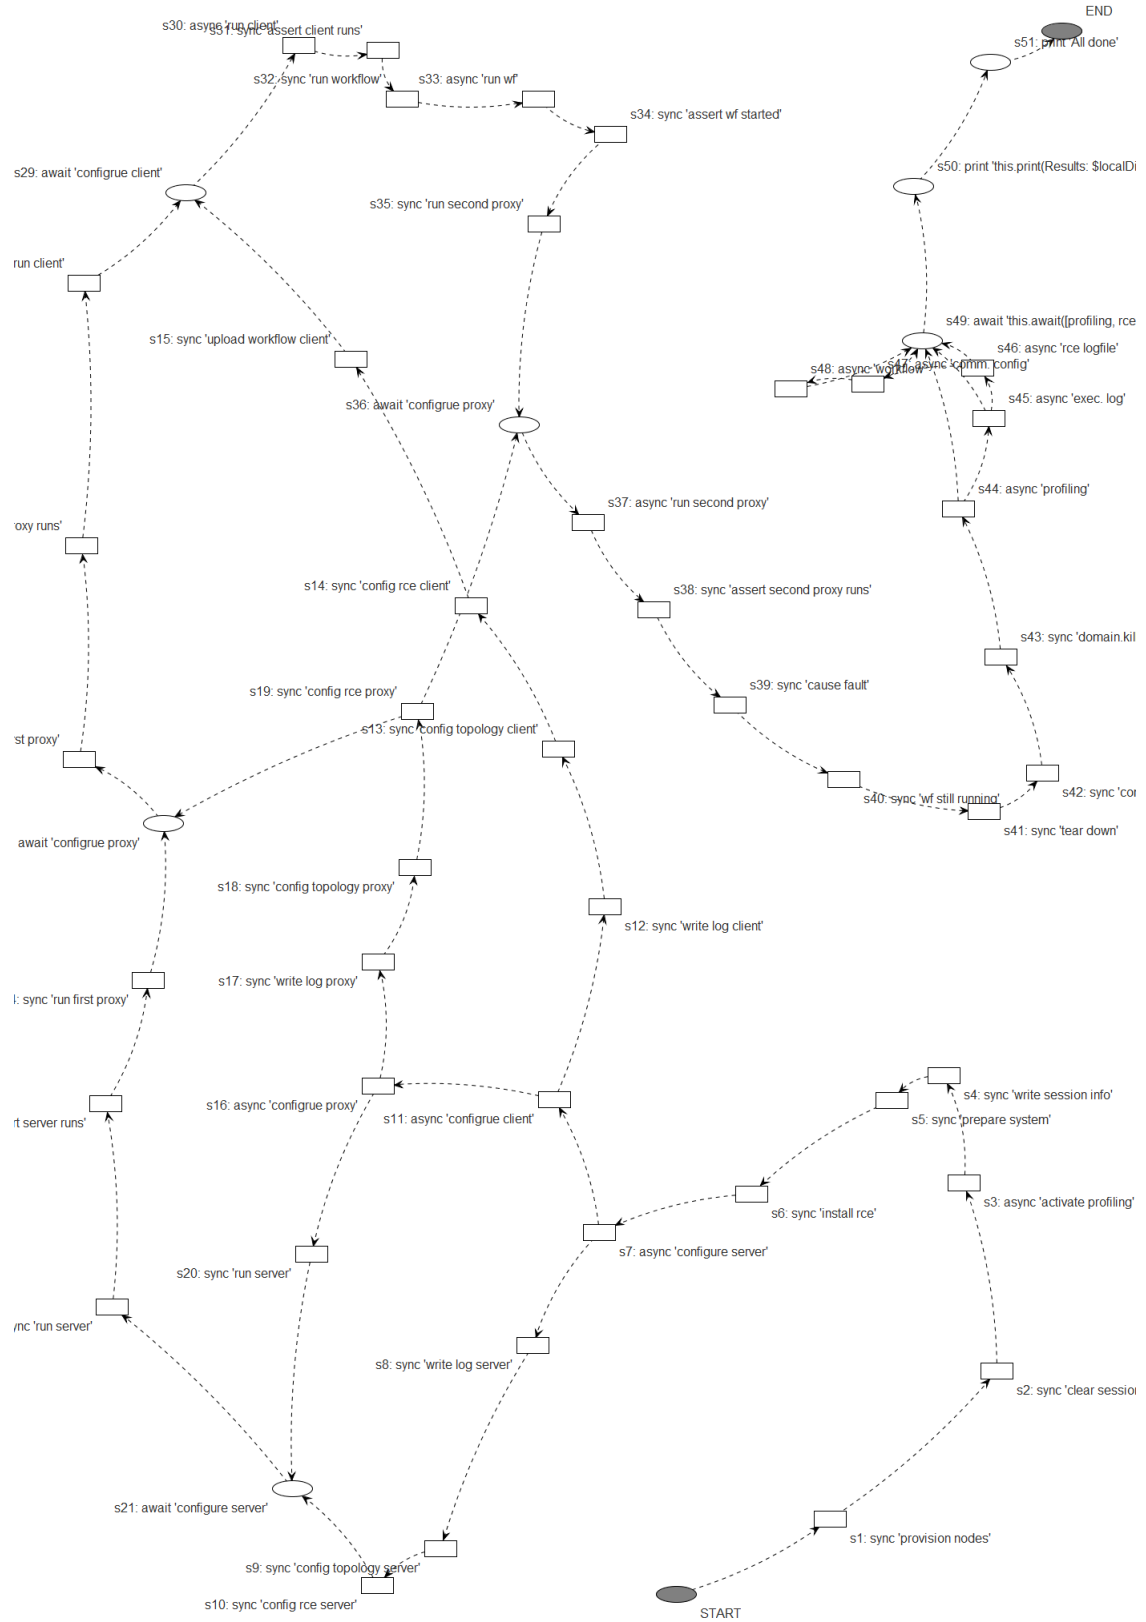 END
s30: async 'run client'
s31: sync 'assert client runs'
s51: print 'All done'
s32: sync 'run workflow'
s33: async 'run wf'
s34: sync 'assert wf started'
s50: print 'this.print(Results: $localDi
s29: await 'configrue client'
s35: sync 'run second proxy'
run client'
s49: await 'this.await([profiling, rce
s15: sync 'upload workflow client'
s46: async 'rce logfile'
s47: async 'comm. config'
s48: async 'workflow'
s45: async 'exec. log'
s36: await 'configrue proxy'
s44: async 'profiling'
s37: async 'run second proxy'
oxy runs'
s14: sync 'config rce client'
s38: sync 'assert second proxy runs'
s43: sync 'domain.kil
s39: sync 'cause fault'
s19: sync 'config rce proxy'
s13: sync 'config topology client'
rst proxy'
s42: sync 'cor
s40: sync 'wf still running'
s41: sync 'tear down'
await 'configrue proxy'
s18: sync 'config topology proxy'
s12: sync 'write log client'
s17: sync 'write log proxy'
4: sync 'run first proxy'
s4: sync 'write session info'
s16: async 'configrue proxy'
s11: async 'configrue client'
s5: sync 'prepare system'
rt server runs'
s3: async 'activate profiling'
s6: sync 'install rce'
s7: async 'configure server'
s20: sync 'run server'
ync 'run server'
s8: sync 'write log server'
s2: sync 'clear session
s21: await 'configure server'
s1: sync 'provision nodes'
s9: sync 'config topology server'
s10: sync 'config rce server'
START